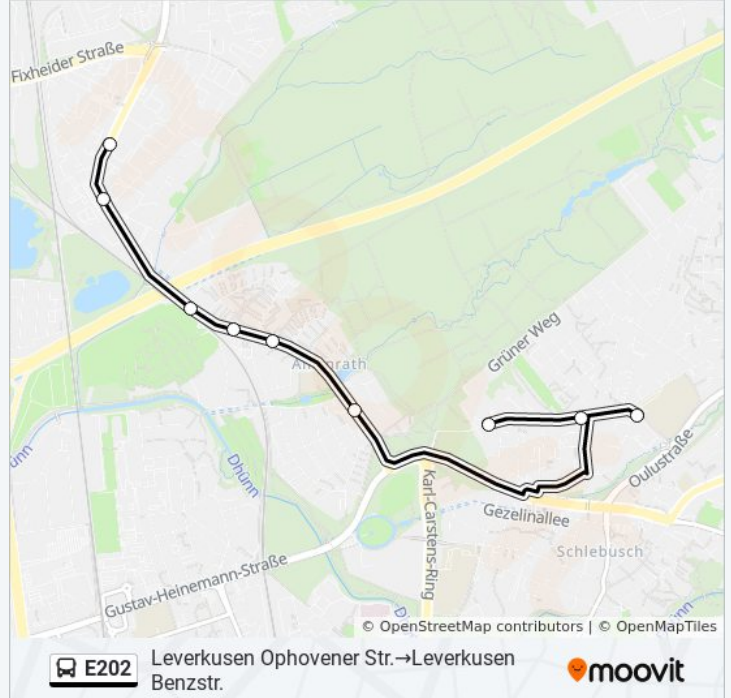 Fixheider Straße
Grüner Weg
Oulustraße
Dhünn
Karl-Carstens-Ring
Gezelinallee
Schlebusch
Gustav-Heinemann-Straße
© OpenStreetMap contributors | © OpenMapTiles
E202
Leverkusen Ophovener Str.→Leverkusen
Benzstr.
moovit